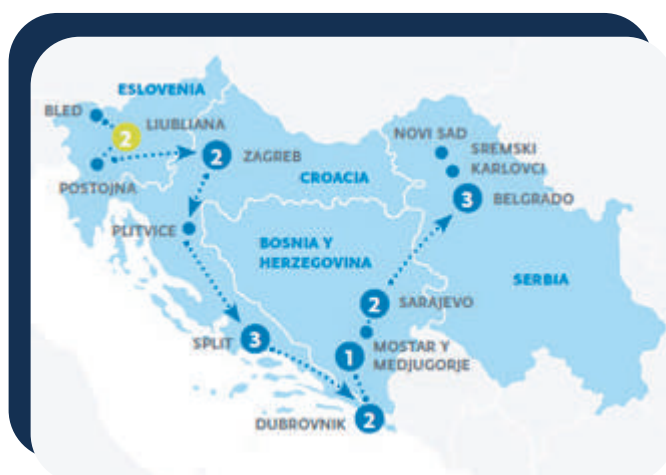 ESLOVENIA
BLED
2
LIUBLIANA
POSTOJNA
2
ZAGREB
CROACIA
NOVI SAD
SREMSKI
KARLOVCI
3
BELGRADO
PLITVICE
BOSNIA Y
HERZEGOVINA
2
SARAJEVO
SERBIA
SPLIT
3
1
MOSTAR Y
MEDJUGORJE
DUBROVNIK
2